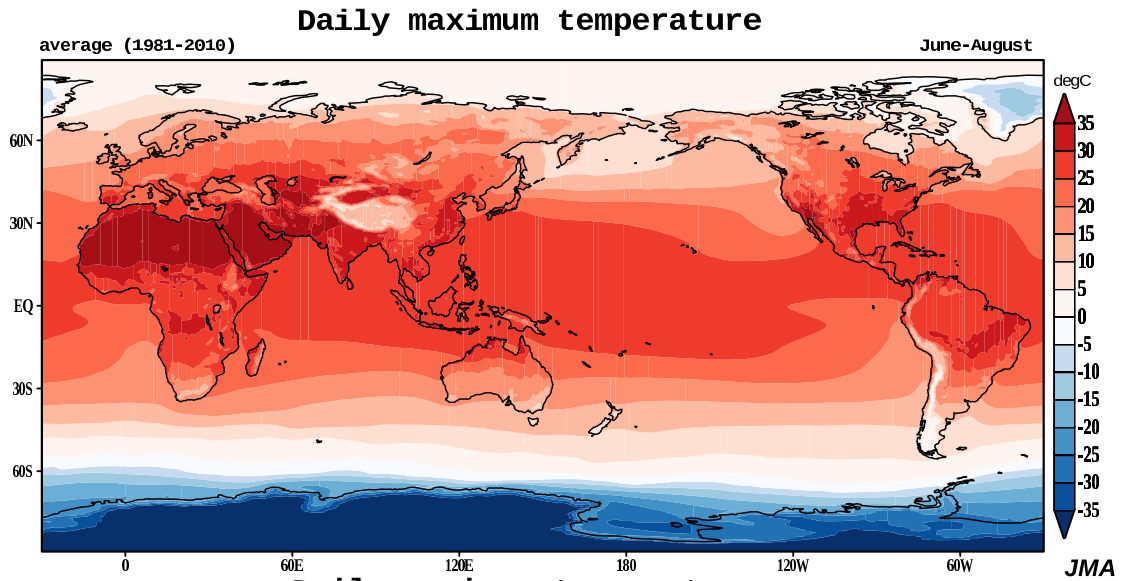 Daily maximum temperature
average (1981-2010)
June-August
degC
35
30
25
20
15
10
5
0
-5
-10
-15
-20
-25
-30
-35
60N
30N
EQ
30S
60S
0
60E
120E
180
120W
60W
JMA